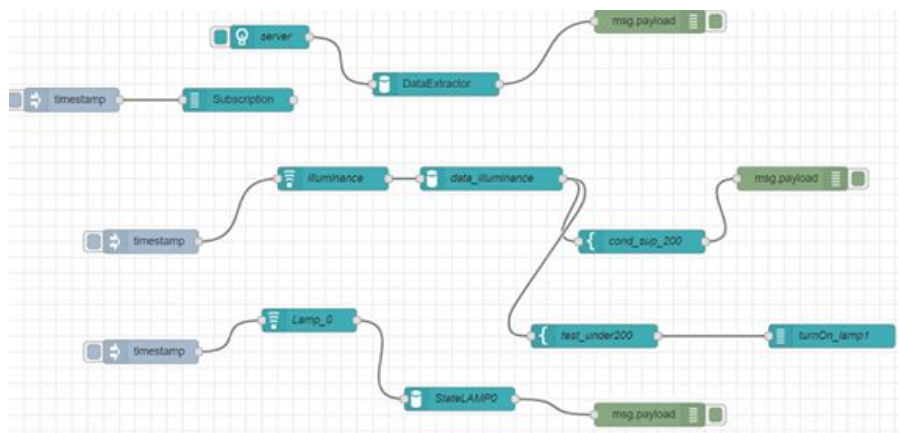 msg.payload
server
DataExtractor
timestamp
Subscription
illuminance
data_illuminance
msg.payload
timestamp
cond_sup_200
Lamp_0
test_under200
turnOn_lamp1
timestamp
StateLAMP0
msg.payload